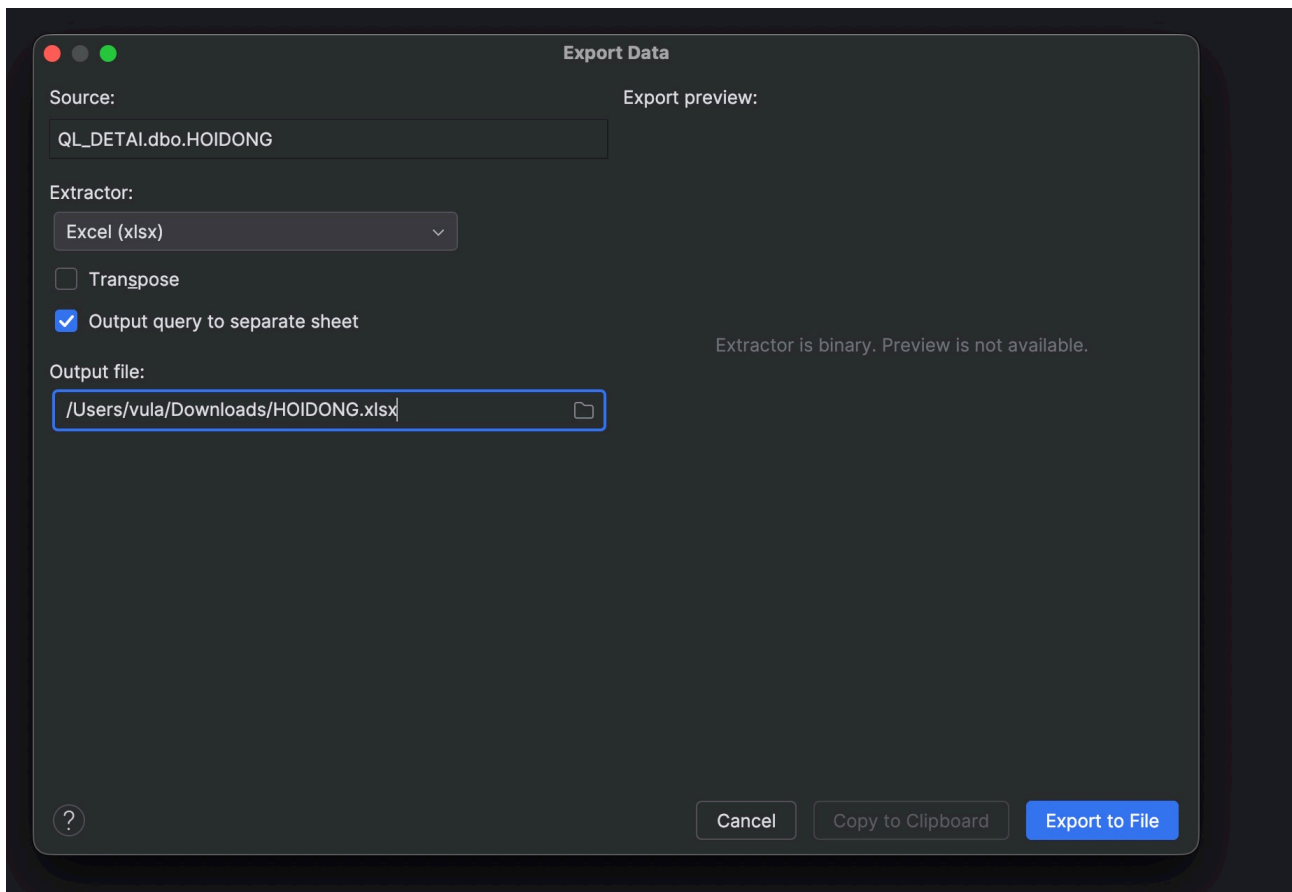 Export Data
Source:
QL_DETAI.dbo.HOIDONG
Extractor:
Excel (xlsx)
Transpose
Output query to separate sheet
Output file:
/Users/vula/Downloads/HOIDONG.xlsx
Export preview:
Extractor is binary. Preview is not available.
?
Cancel
Copy to Clipboard
Export to File